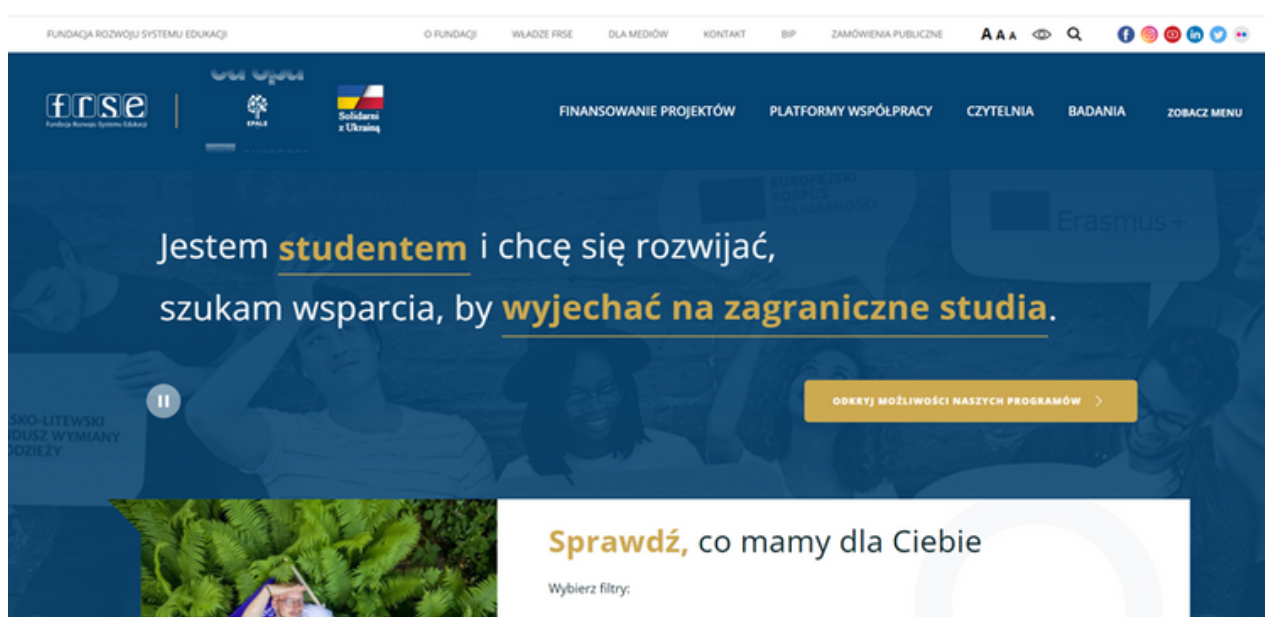 FUNDACJA ROZWOJU SYSTEMU EDUKACJI
O FUNDACJI WŁADZE FRSE DLA MEDIÓW KONTAKT BIP ZAMÓWIENIA PUBLICZNE A A A
frse
Fundacja Rozwoju Systemu Edukacji
EPALE
Solidarni
z Ukrainą
FINANSOWANIE PROJEKTÓW PLATFORMY WSPÓŁPRACY CZYTELNIA BADANIA ZOBACZ MENU
EUROPEJSKI
KORPUS
SOLIDARNOŚCI
Erasmus+
Jestem studentem i chcę się rozwijać,
szukam wsparcia, by wyjechać na zagraniczne studia.
ODKRYJ MOŻLIWOŚCI NASZYCH PROGRAMÓW
SKO-LITEWSKI
DUSZ WYMIANY
ODZIEŻY
Sprawdź, co mamy dla Ciebie
Wybierz filtry: